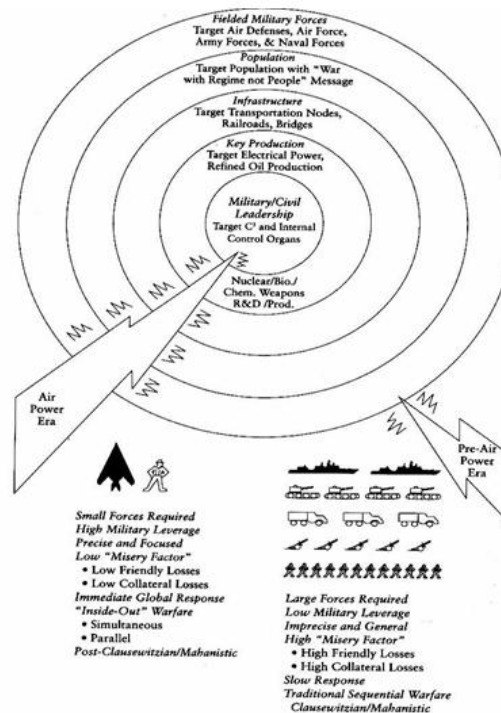 Fielded Military Forces
Target Air Defenses, Air Force,
Army Forces, & Naval Forces
Population
Target Population with "War
with Regime not People" Message
Infrastructure
Target Transportation Nodes,
Railroads, Bridges
Key Production
Target Electrical Power,
Refined Oil Production
Military/Civil
Leadership
Target C³ and Internal
Control Organs
Nuclear/Bio./
Chem. Weapons
R&D/Prod.
Air
Power
Era
Pre-Air
Power
Era
Small Forces Required
High Military Leverage
Precise and Focused
Low "Misery Factor"
• Low Friendly Losses
• Low Collateral Losses
Immediate Global Response
"Inside-Out" Warfare
• Simultaneous
• Parallel
Post-Clausewitzian/Mahanistic
Large Forces Required
Low Military Leverage
Imprecise and General
High "Misery Factor"
• High Friendly Losses
• High Collateral Losses
Slow Response
Traditional Sequential Warfare
Clausewitzian/Mahanistic